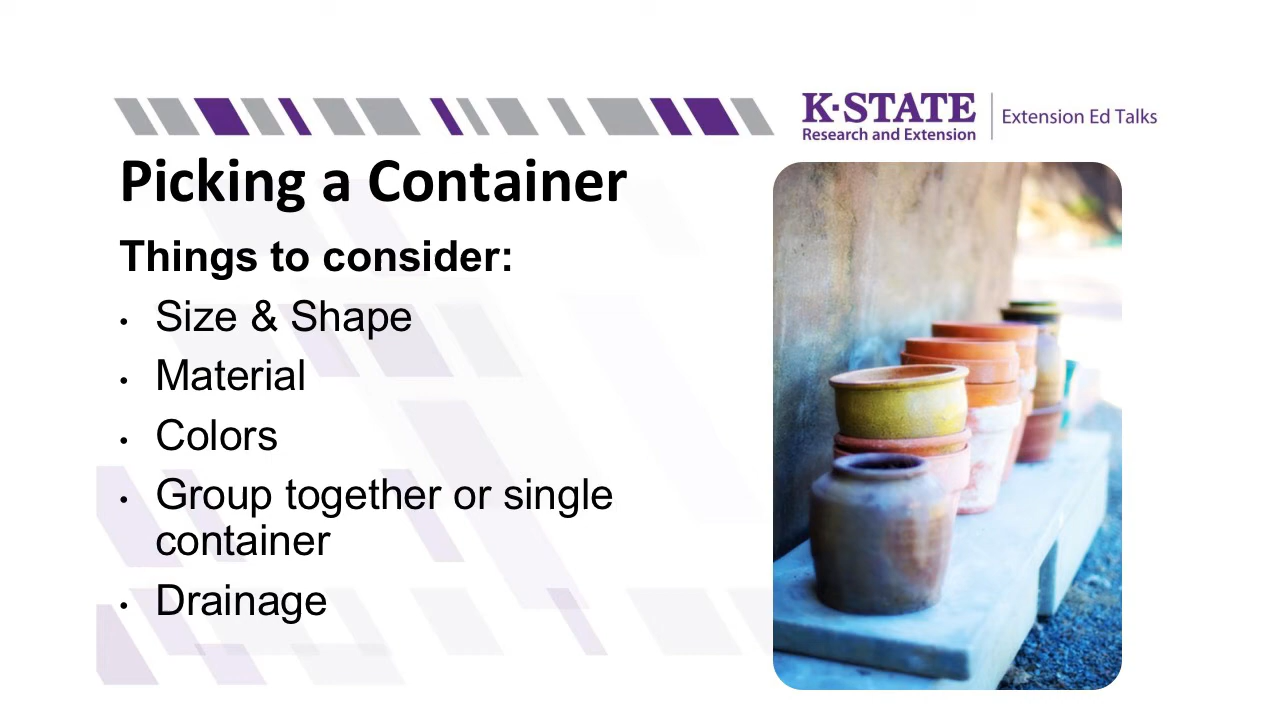 K-STATE
Research and Extension
Extension Ed Talks
Picking a Container
Things to consider:
• Size & Shape
• Material
• Colors
• Group together or single
container
• Drainage